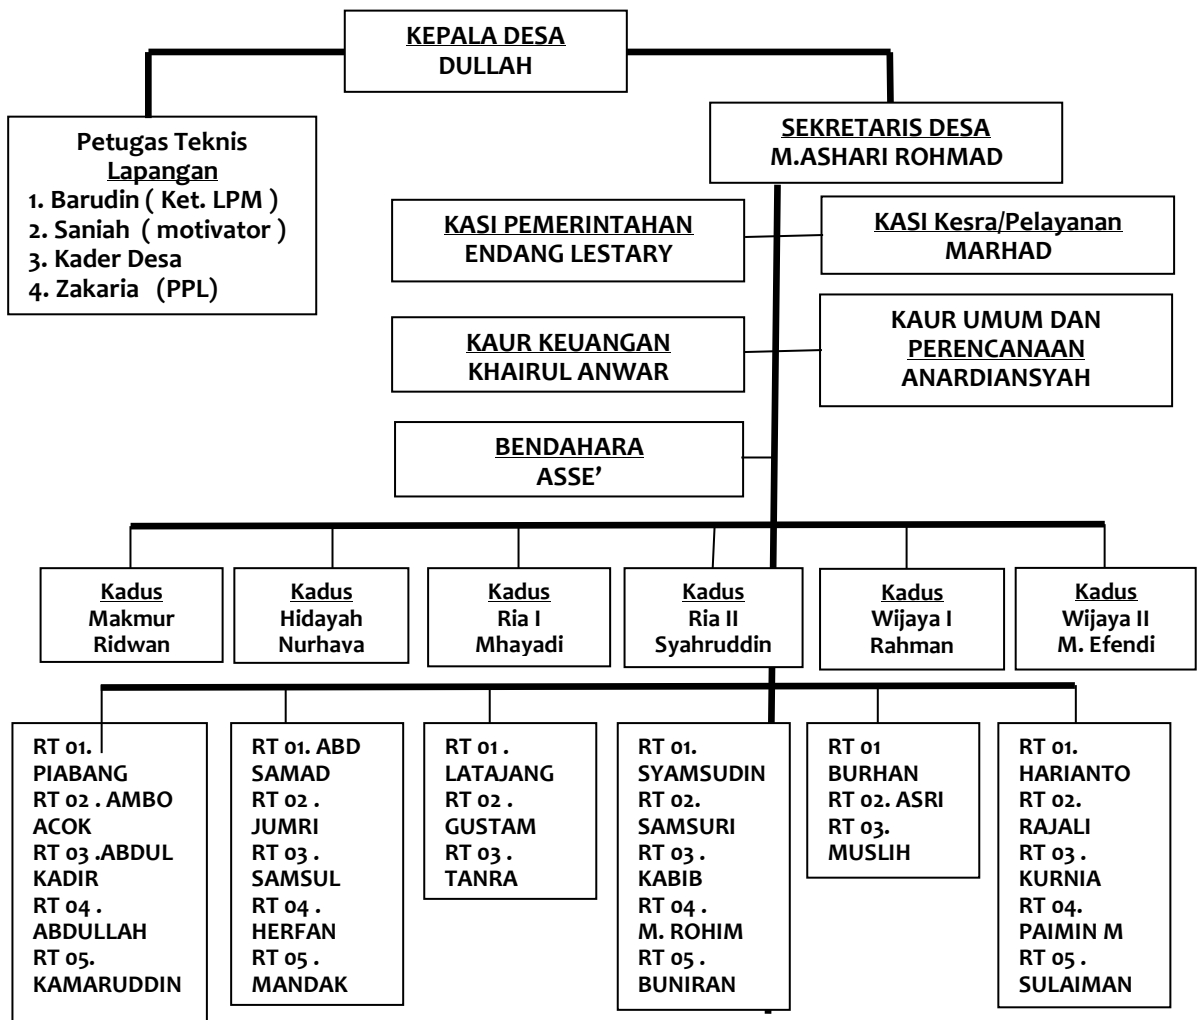 KEPALA DESA
DULLAH
Petugas Teknis
Lapangan
1. Barudin ( Ket. LPM )
2. Saniah ( motivator )
3. Kader Desa
4. Zakaria (PPL)
SEKRETARIS DESA
M.ASHARI ROHMAD
KASI PEMERINTAHAN
ENDANG LESTARY
KASI Kesra/Pelayanan
MARHAD
KAUR KEUANGAN
KHAIRUL ANWAR
KAUR UMUM DAN
PERENCANAAN
ANARDIANSYAH
BENDAHARA
ASSE’
Kadus
Makmur
Ridwan
Kadus
Hidayah
Nurhava
Kadus
Ria I
Mhayadi
Kadus
Ria II
Syahruddin
Kadus
Wijaya I
Rahman
Kadus
Wijaya II
M. Efendi
RT 01.
PIABANG
RT 02 . AMBO
ACOK
RT 03 .ABDUL
KADIR
RT 04 .
ABDULLAH
RT 05.
KAMARUDDIN
RT 01. ABD
SAMAD
RT 02 .
JUMRI
RT 03 .
SAMSUL
RT 04 .
HERFAN
RT 05 .
MANDAK
RT 01 .
LATAJANG
RT 02 .
GUSTAM
RT 03 .
TANRA
RT 01.
SYAMSUDIN
RT 02.
SAMSURI
RT 03 .
KABIB
RT 04 .
M. ROHIM
RT 05 .
BUNIRAN
RT 01
BURHAN
RT 02. ASRI
RT 03.
MUSLIH
RT 01.
HARIANTO
RT 02.
RAJALI
RT 03 .
KURNIA
RT 04.
PAIMIN M
RT 05 .
SULAIMAN